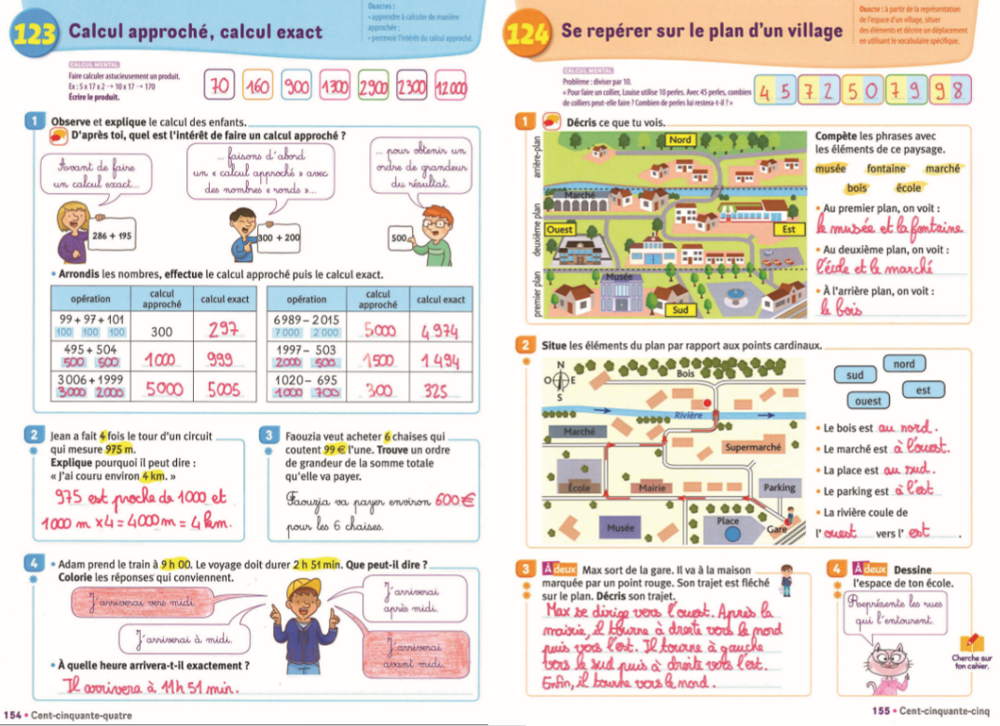 123
Calcul approché, calcul exact
OBJECTIFS :
• apprendre à calculer de manière
approchée ;
• percevoir l'intérêt du calcul approché.
CALCUL MENTAL
Faire calculer astucieusement un produit.
Ex : 5 x 17 x 2 → 10 x 17 → 170
Écrire le produit.
70 160 900 1300 2900 2300 12000
1 Observe et explique le calcul des enfants.
D'après toi, quel est l'intérêt de faire un calcul approché ?
Avant de faire
un calcul exact...
... faisons d'abord
un « calcul approché » avec
des nombres « ronds »...
... pour obtenir un
ordre de grandeur
du résultat.
286 + 195
300 + 200
500
• Arrondis les nombres, effectue le calcul approché puis le calcul exact.
opération calcul approché calcul exact
99 + 97 + 101 300 297
100 100 100
495 + 504 1000 999
500 500
3 006 + 1 999 5000 5005
3000 2000
opération calcul approché calcul exact
6 989 – 2 015 5000 4 974
7 000 2 000
1 997 – 503 1500 1 494
2000 500
1 020 – 695 300 325
1000 700
2 Jean a fait 4 fois le tour d'un circuit
qui mesure 975 m.
Explique pourquoi il peut dire :
« J'ai couru environ 4 km. »
975 est proche de 1000 et
1000 m x 4 = 4000 m = 4 km.
3 Faouzia veut acheter 6 chaises qui
coutent 99 € l'une. Trouve un ordre
de grandeur de la somme totale
qu'elle va payer.
Faouzia va payer environ 600 €
pour les 6 chaises.
4 • Adam prend le train à 9 h 00. Le voyage doit durer 2 h 51 min. Que peut-il dire ?
Colorie les réponses qui conviennent.
J'arriverai vers midi.
J'arriverai à midi.
J'arriverai
après midi.
J'arriverai
avant midi.
• À quelle heure arrivera-t-il exactement ?
Il arrivera à 11h 51 min.
154 • Cent-cinquante-quatre
124
Se repérer sur le plan d'un village
OBJECTIF : à partir de la représentation
de l'espace d'un village, situer
des éléments et décrire un déplacement
en utilisant le vocabulaire spécifique.
CALCUL MENTAL
Problème : diviser par 10.
« Pour faire un collier, Louise utilise 10 perles. Avec 45 perles, combien
de colliers peut-elle faire ? Combien de perles lui restera-t-il ? »
4 5 7 2 5 0 7 9 9 8
1 Décris ce que tu vois.
arrière-plan
deuxième plan
premier plan
Nord
Marché
Ouest
Est
Musée
Sud
Complète les phrases avec
les éléments de ce paysage.
musée fontaine marché
bois école
• Au premier plan, on voit :
le musée et la fontaine
• Au deuxième plan, on voit :
l'école et le marché
• À l'arrière plan, on voit :
le bois
2 Situe les éléments du plan par rapport aux points cardinaux.
N
O E
S
Bois
Rivière
Marché
Supermarché
École
Mairie
Parking
Musée
Place
Gare
nord
sud
est
ouest
• Le bois est au nord.
• Le marché est à l'ouest.
• La place est au sud.
• Le parking est à l'est
• La rivière coule de
l' ouest vers l' est .
3 À deux Max sort de la gare. Il va à la maison
marquée par un point rouge. Son trajet est fléché
sur le plan. Décris son trajet.
Max se dirige vers l'ouest. Après la
mairie, il tourne à droite vers le nord
puis vers l'est. Il tourne à gauche
vers le sud puis à droite vers l'est.
Enfin, il tourne vers le nord.
4 À deux Dessine
l'espace de ton école.
Représente les rues
qui l'entourent.
Cherche sur
ton cahier.
155 • Cent-cinquante-cinq